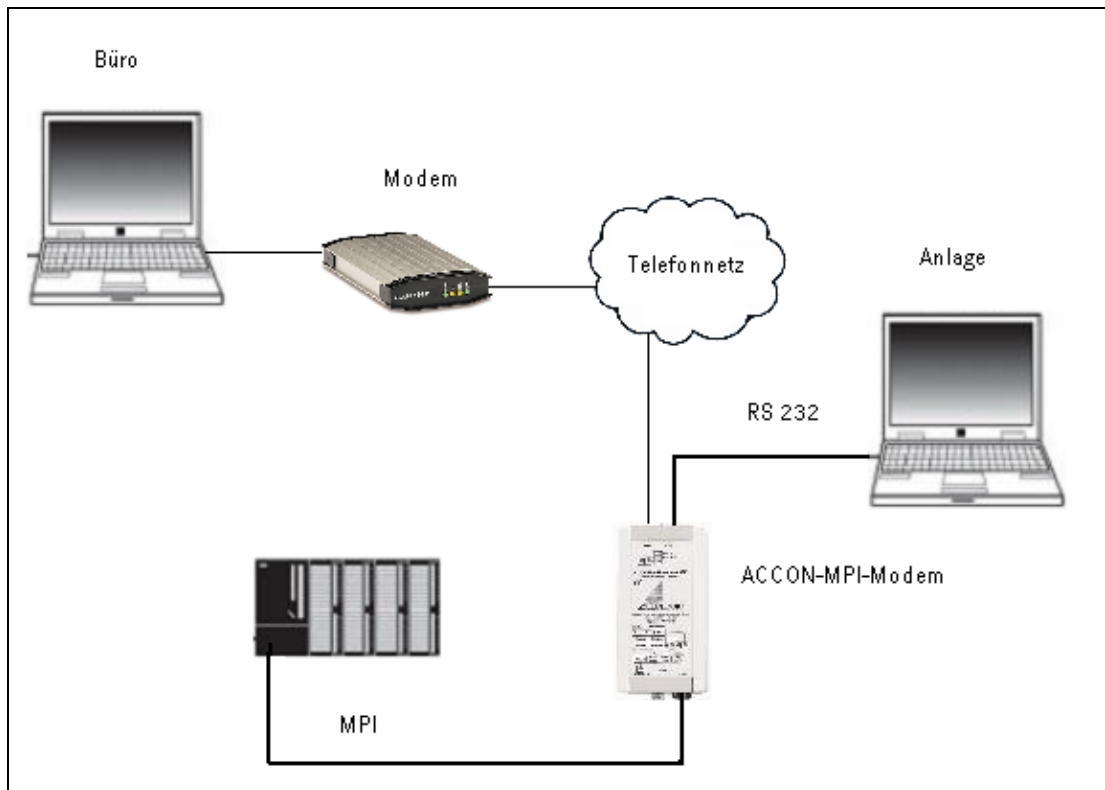 Büro
Modem
Telefonnetz
Anlage
RS 232
ACCON-MPI-Modem
MPI